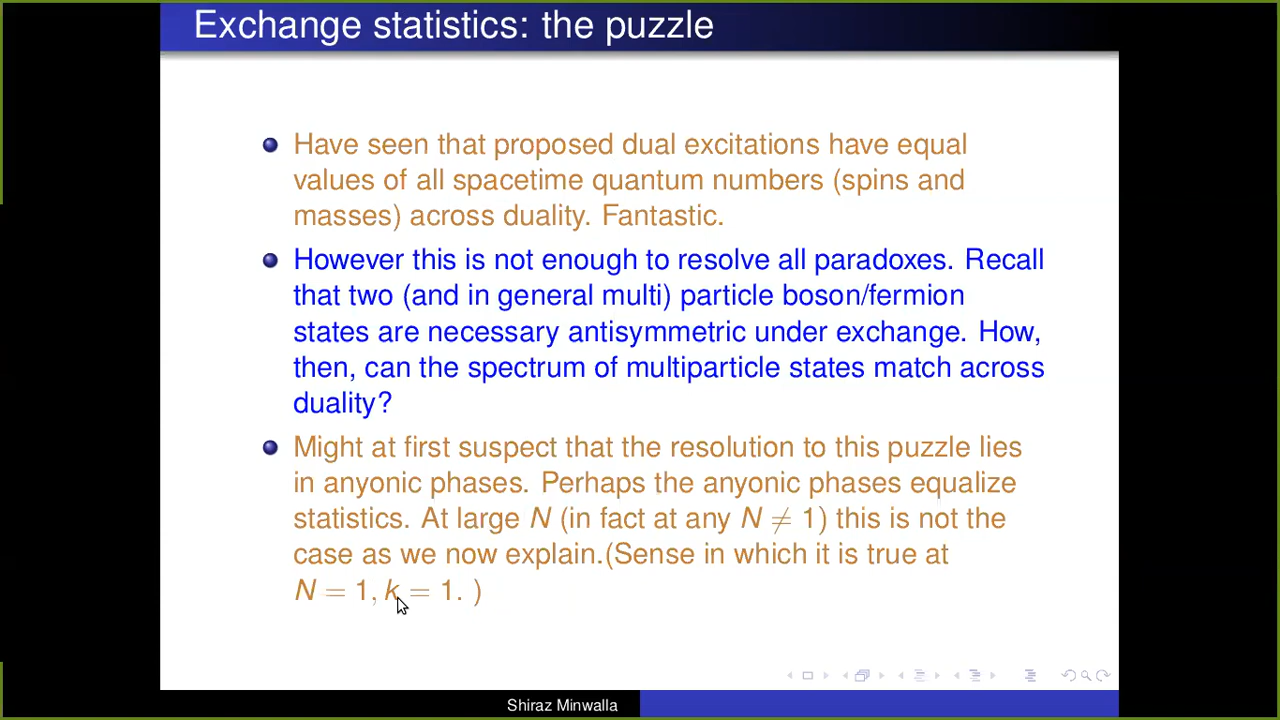 Exchange statistics: the puzzle
Have seen that proposed dual excitations have equal
values of all spacetime quantum numbers (spins and
masses) across duality. Fantastic.
However this is not enough to resolve all paradoxes. Recall
that two (and in general multi) particle boson/fermion
states are necessary antisymmetric under exchange. How,
then, can the spectrum of multiparticle states match across
duality?
Might at first suspect that the resolution to this puzzle lies
in anyonic phases. Perhaps the anyonic phases equalize
statistics. At large N (in fact at any N ≠ 1) this is not the
case as we now explain.(Sense in which it is true at
N = 1, k = 1. )
Shiraz Minwalla